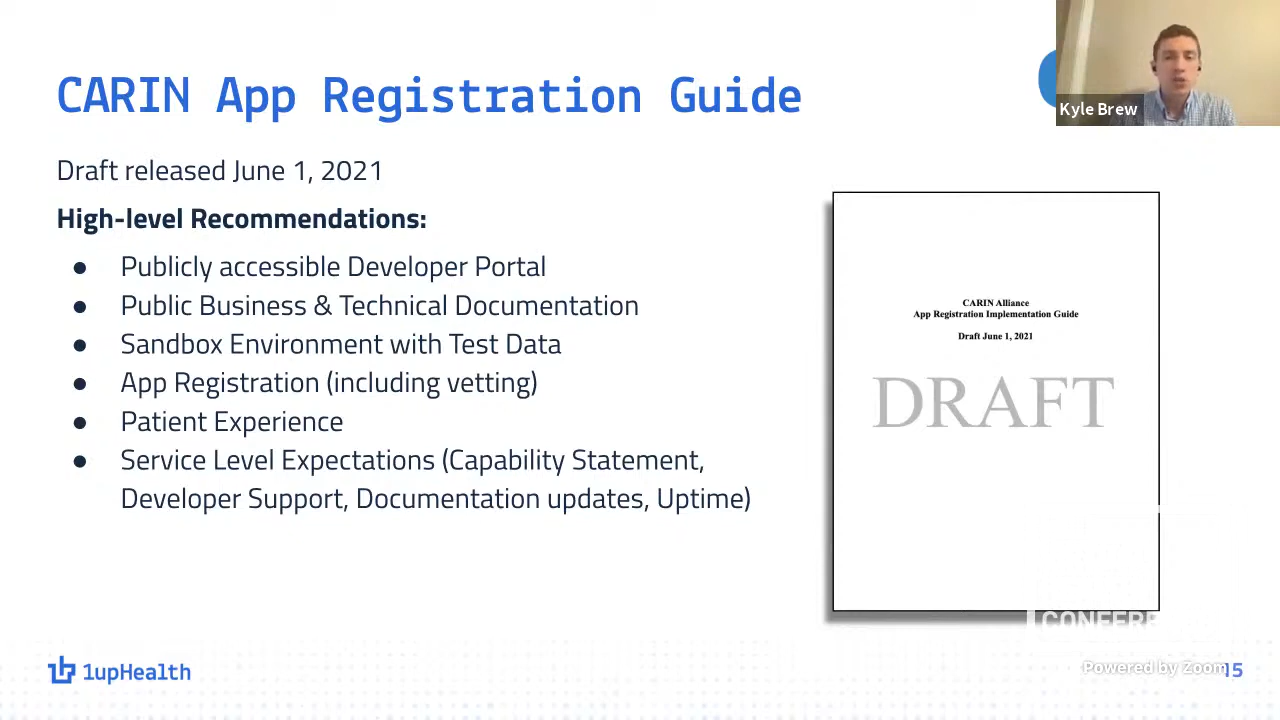 CARIN App Registration Guide
Kyle Brew
Draft released June 1, 2021
High-level Recommendations:
● Publicly accessible Developer Portal
● Public Business & Technical Documentation
● Sandbox Environment with Test Data
● App Registration (including vetting)
● Patient Experience
● Service Level Expectations (Capability Statement,
Developer Support, Documentation updates, Uptime)
CARIN Alliance
App Registration Implementation Guide
Draft June 1, 2021
DRAFT
1upHealth
Powered by Zoom
15